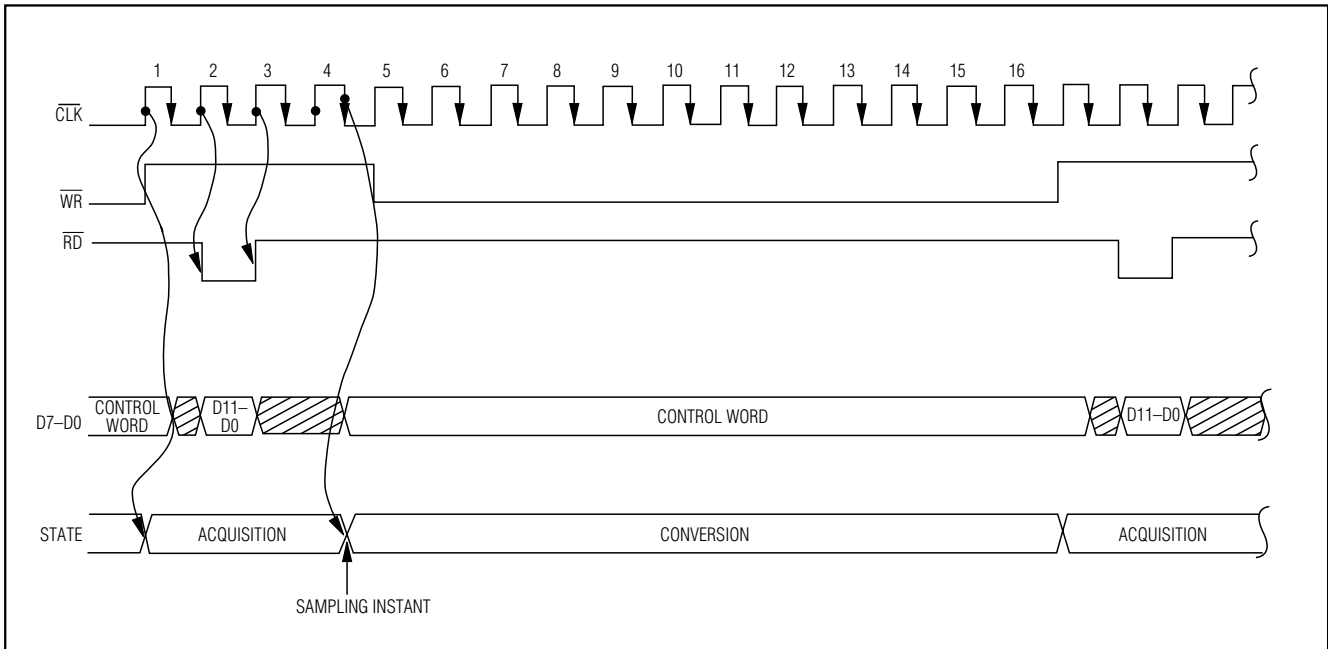 1 2 3 4 5 6 7 8 9 10 11 12 13 14 15 16
CLK
WR
RD
D7–D0
CONTROL
WORD
D11–
D0
CONTROL WORD
D11–D0
STATE
ACQUISITION
CONVERSION
ACQUISITION
SAMPLING INSTANT